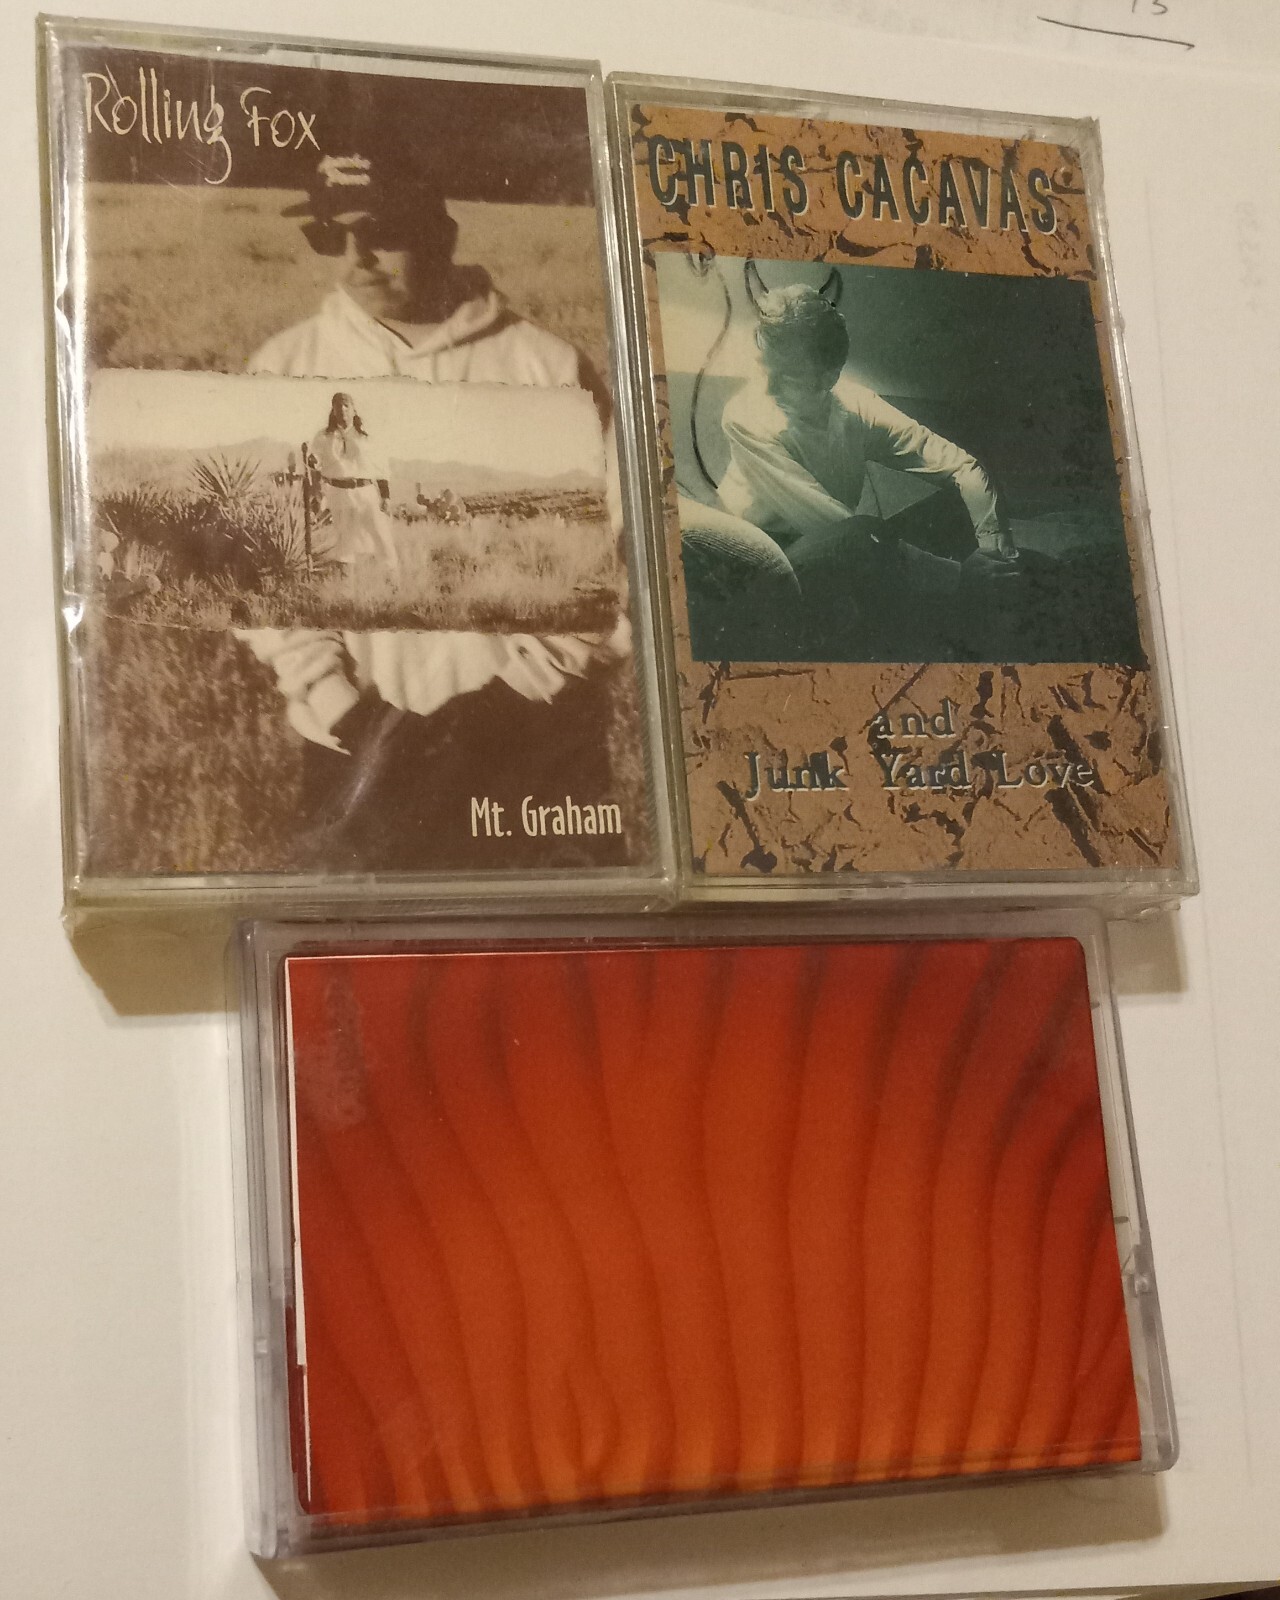 Rolling Fox
Mt. Graham
CHRIS CACAVAS
and
Junk Yard Love